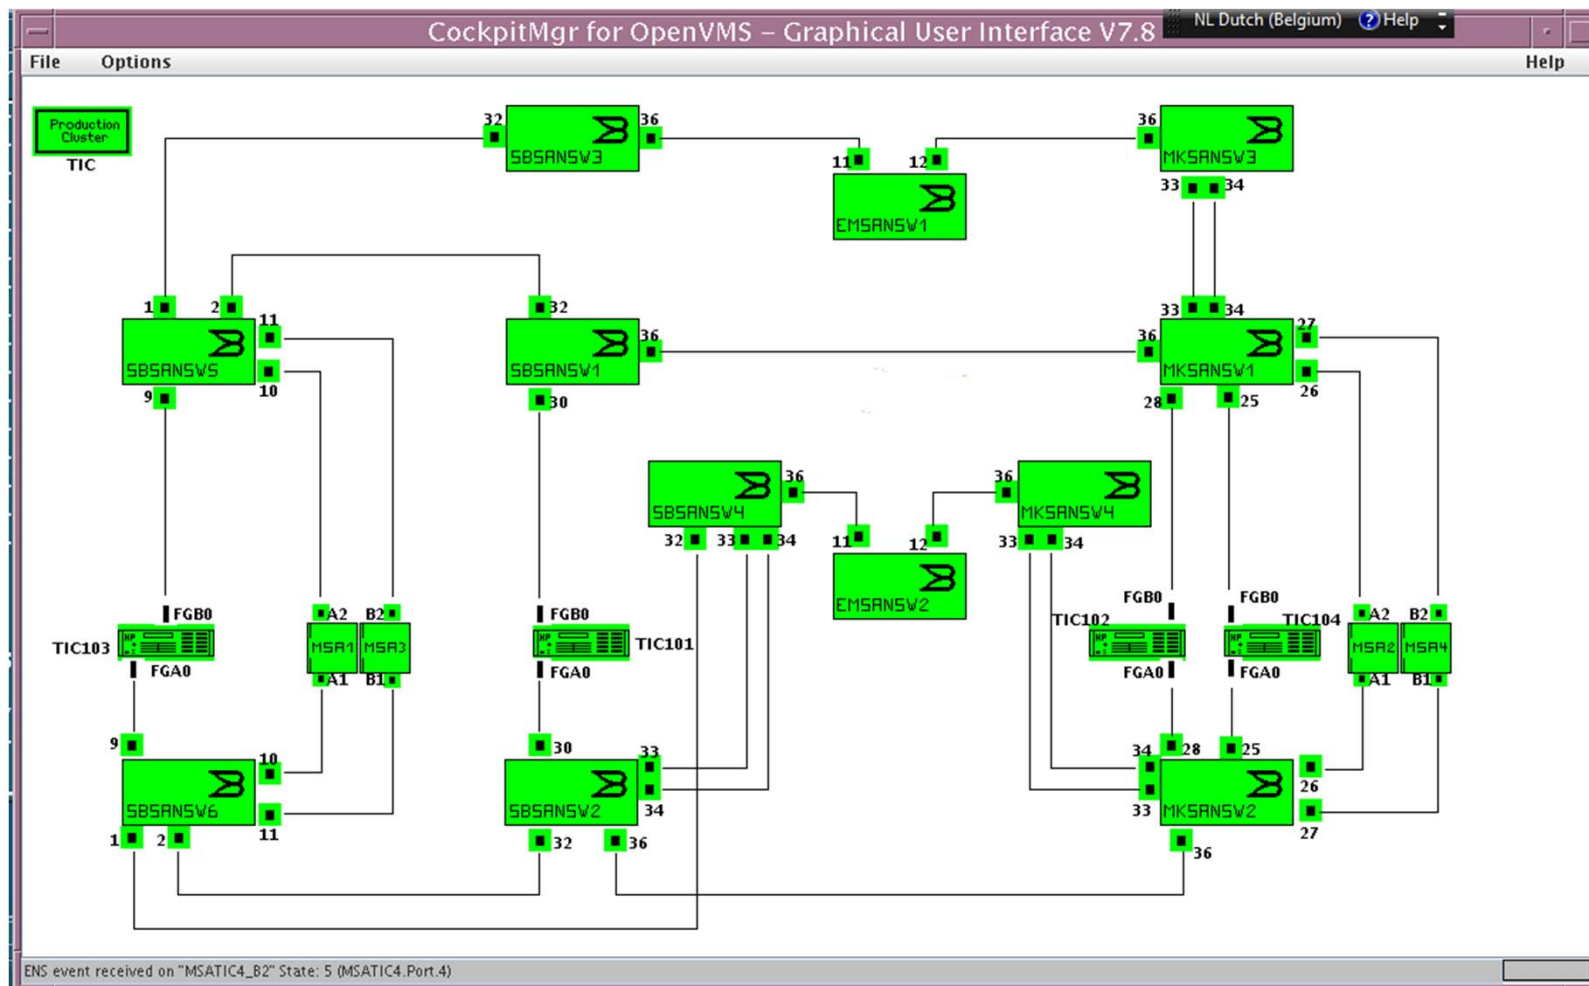 CockpitMgr for OpenVMS – Graphical User Interface V7.8
NL Dutch (Belgium) ? Help
File Options Help
Production
Cluster
TIC
32 36 11 12 36
SBSANSW3
EMSANSW1
MKSANSW3
33 34
1 2 11 10 9
SBSANSW5
32 36 30
SBSANSW1
36 33 34 27 26 28 25
MKSANSW1
36 32 33 34
SBSANSW4
11 12
EMSANSW2
36 33 34
MKSANSW4
FGB0
TIC103
FGA0
A2 B2
MSA1 MSA3
A1 B1
FGB0
TIC101
FGA0
FGB0
TIC102
FGA0
FGB0
TIC104
FGA0
A2 B2
MSA2 MSA4
A1 B1
9 10 11 1 2
SBSANSW6
30 33 34 32 36
SBSANSW2
34 33 28 25 26 27 36
MKSANSW2
ENS event received on "MSATIC4_B2" State: 5 (MSATIC4.Port.4)